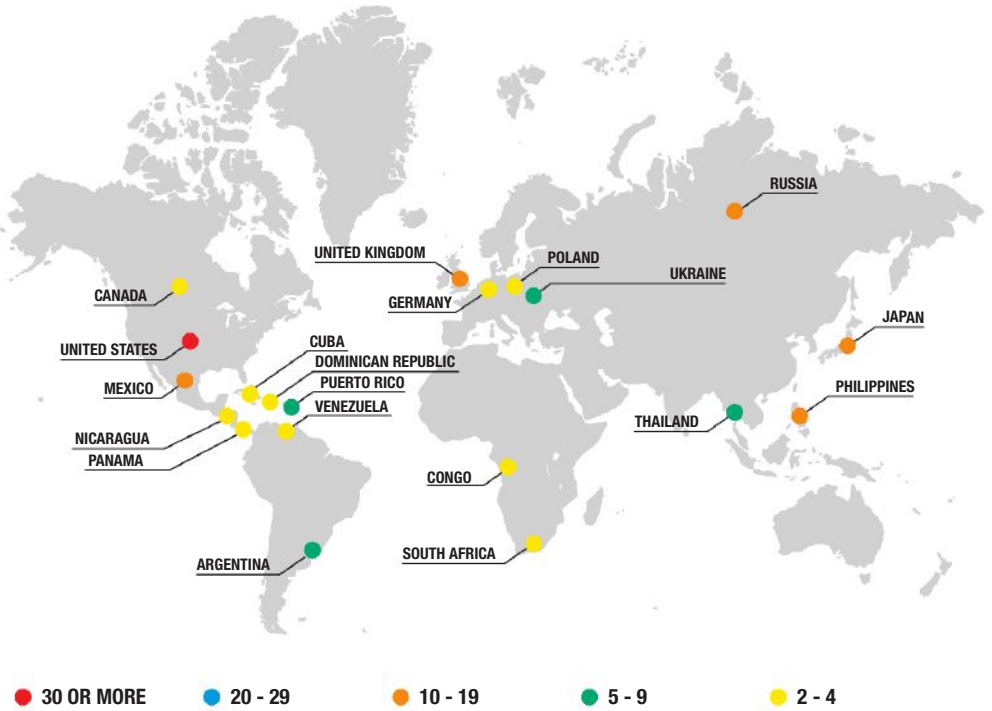 RUSSIA
UNITED KINGDOM
POLAND
UKRAINE
GERMANY
CANADA
JAPAN
UNITED STATES
CUBA
DOMINICAN REPUBLIC
MEXICO
PUERTO RICO
PHILIPPINES
VENEZUELA
THAILAND
NICARAGUA
PANAMA
CONGO
SOUTH AFRICA
ARGENTINA
30 OR MORE
20 - 29
10 - 19
5 - 9
2 - 4